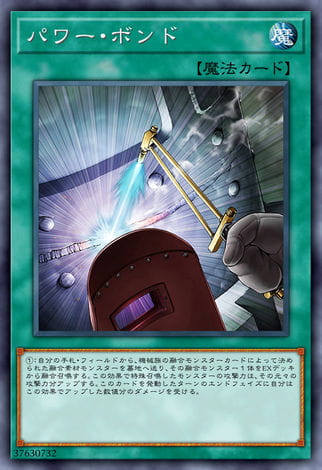 パワー・ボンド
魔
【魔法カード】
①：自分の手札・フィールドから、機械族の融合モンスターカードによって決め
られた融合素材モンスターを墓地へ送り、その融合モンスター１体をEXデッキ
から融合召喚する。この効果で特殊召喚したモンスターの攻撃力は、その元々の
攻撃力分アップする。このカードを発動したターンのエンドフェイズに自分は
この効果でアップした数値分のダメージを受ける。
37630732